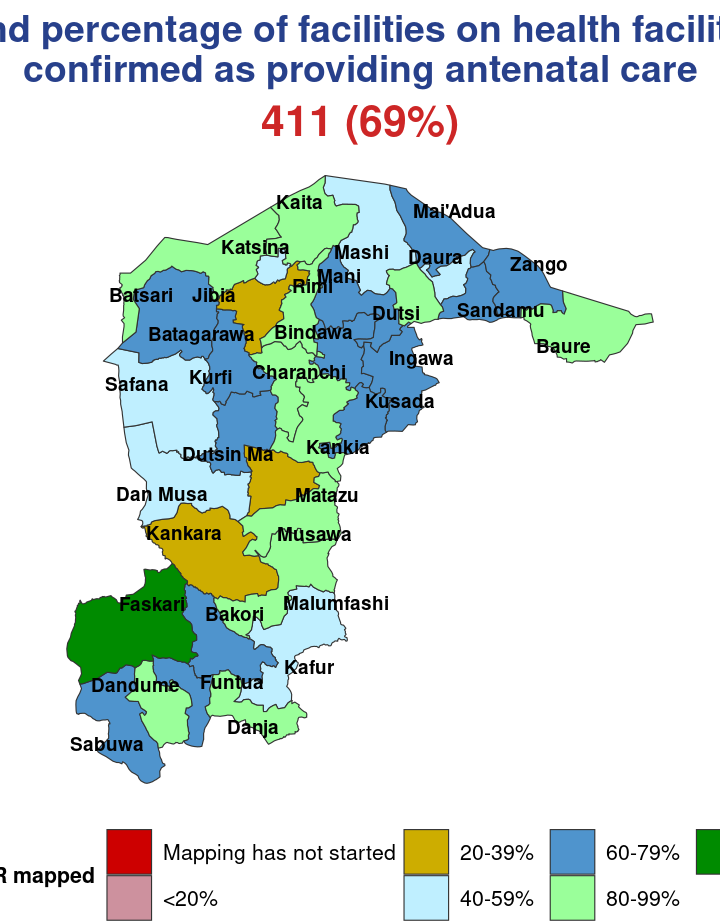 percentage of facilities on health
confirmed as providing antenatal care
411 (69%)
Kaita
Mai'Adua
Katsina
Mashi
Daura
Zango
Mani
Rimi
Batsari
Jibia
Dutsi
Sandamu
Batagarawa
Bindawa
Baure
Ingawa
Safana
Kurfi
Charanchi
Kusada
Dutsin Ma
Kankia
Dan Musa
Matazu
Kankara
Musawa
Faskari
Bakori
Malumfashi
Kafur
Dandume
Funtua
Danja
Sabuwa
Mapping has not started
20-39%
60-79%
mapped
<20%
40-59%
80-99%